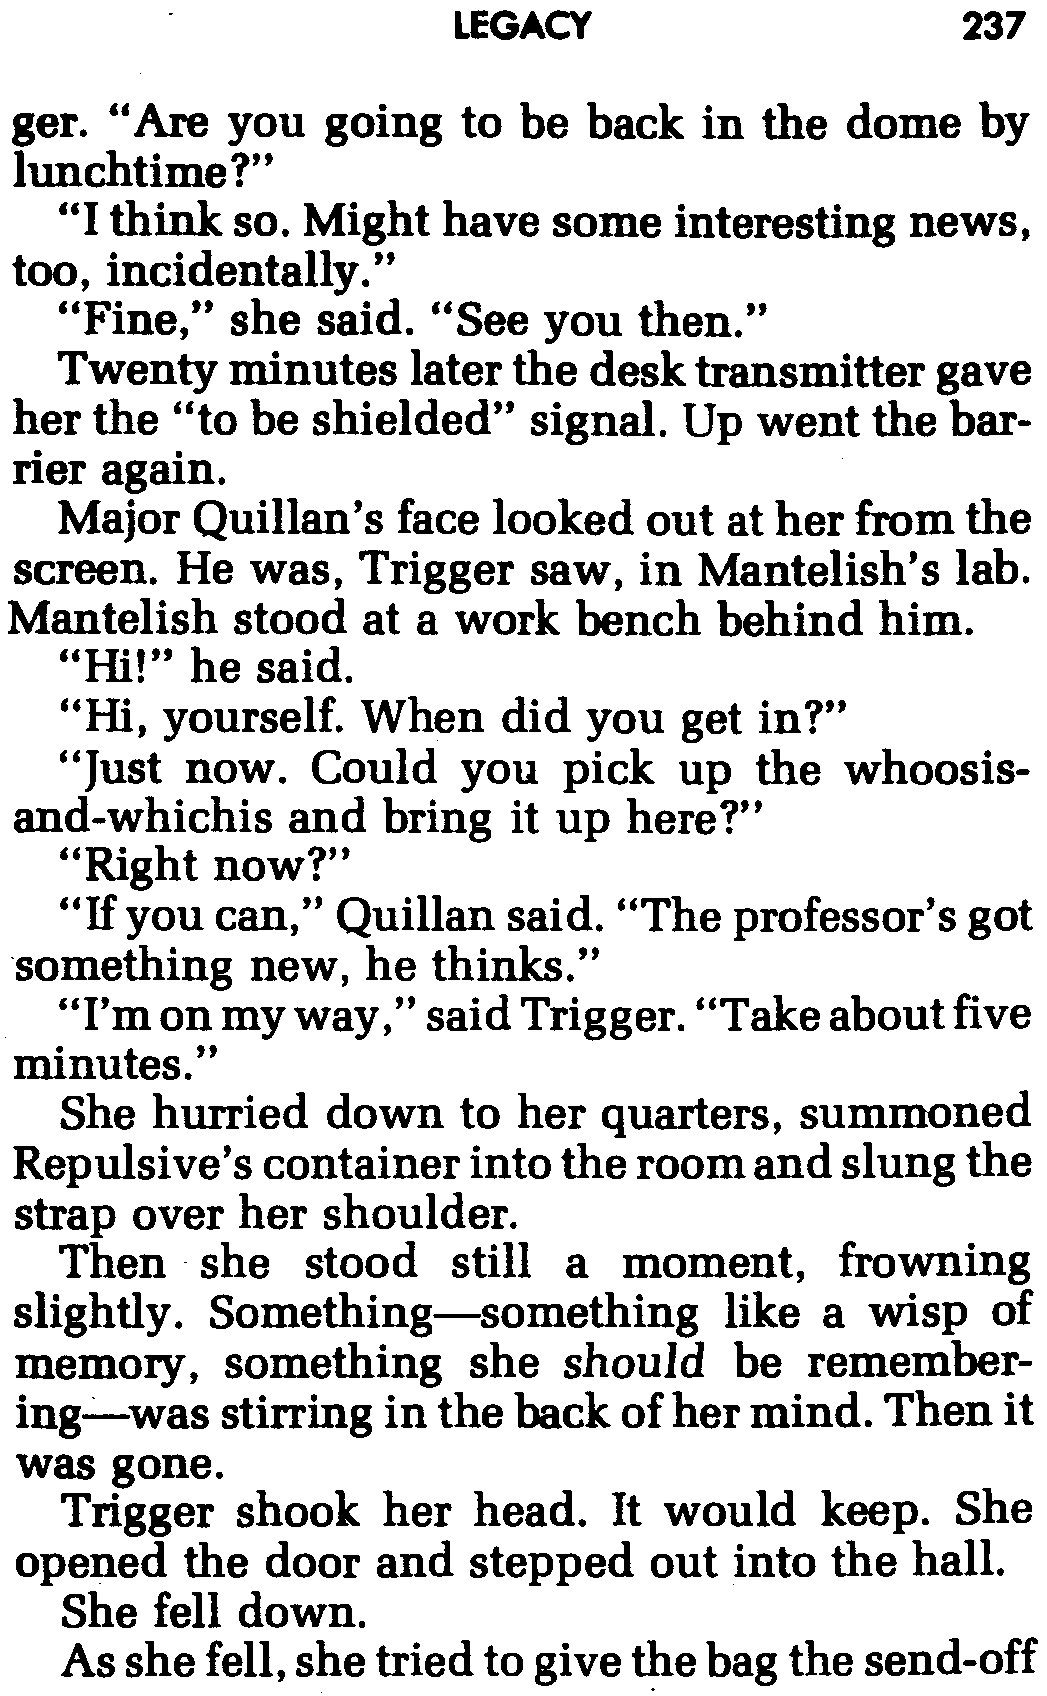 LEGACY 237
ger. “Are you going to be back in the dome by
lunchtime?”
“I think so. Might have some interesting news,
too, incidentally.”
“Fine,” she said. “See you then.”
Twenty minutes later the desk transmitter gave
her the “to be shielded” signal. Up went the bar-
rier again.
Major Quillan’s face looked out at her from the
screen. He was, Trigger saw, in Mantelish’s lab.
Mantelish stood at a work bench behind him.
“Hi!” he said.
“Hi, yourself. When did you get in?”
“Just now. Could you pick up the whoosis-
and-whichis and bring it up here?”
“Right now?”
“If you can,” Quillan said. “The professor’s got
something new, he thinks.”
“I’m on my way,” said Trigger. “Take about five
minutes.”
She hurried down to her quarters, summoned
Repulsive’s container into the room and slung the
strap over her shoulder.
Then she stood still a moment, frowning
slightly. Something—something like a wisp of
memory, something she should be remember-
ing—was stirring in the back of her mind. Then it
was gone.
Trigger shook her head. It would keep. She
opened the door and stepped out into the hall.
She fell down.
As she fell, she tried to give the bag the send-off